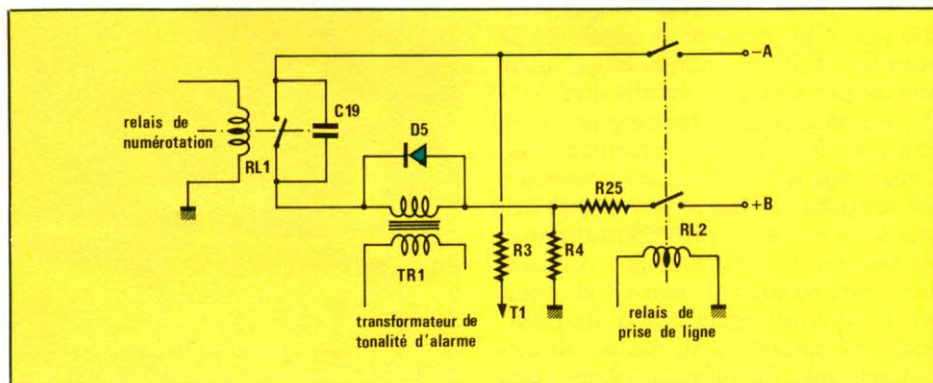 -A
C19
D5
relais de
numérotation
RL1
R25
+B
RL2
R3
R4
TR1
T1
transformateur de
tonalité d'alarme
relais de
prise de ligne